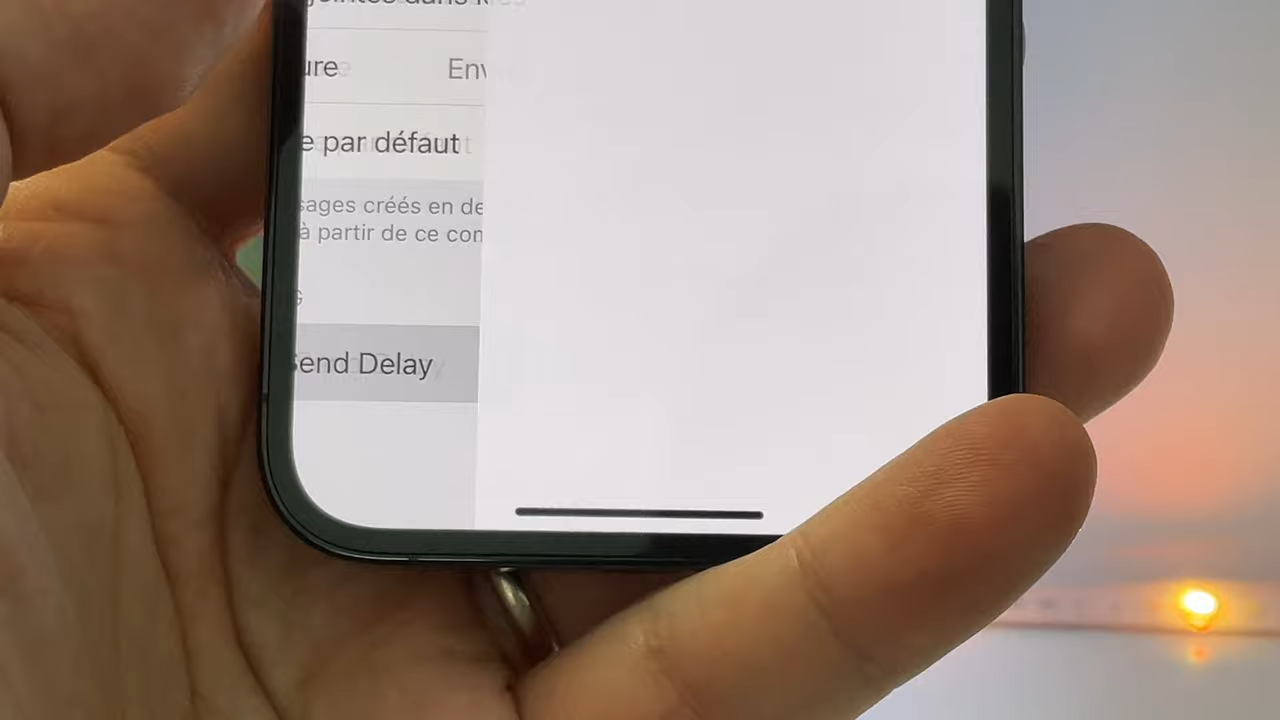 ure Env
e par défaut
sages créés en de
à partir de ce con
Send Delay